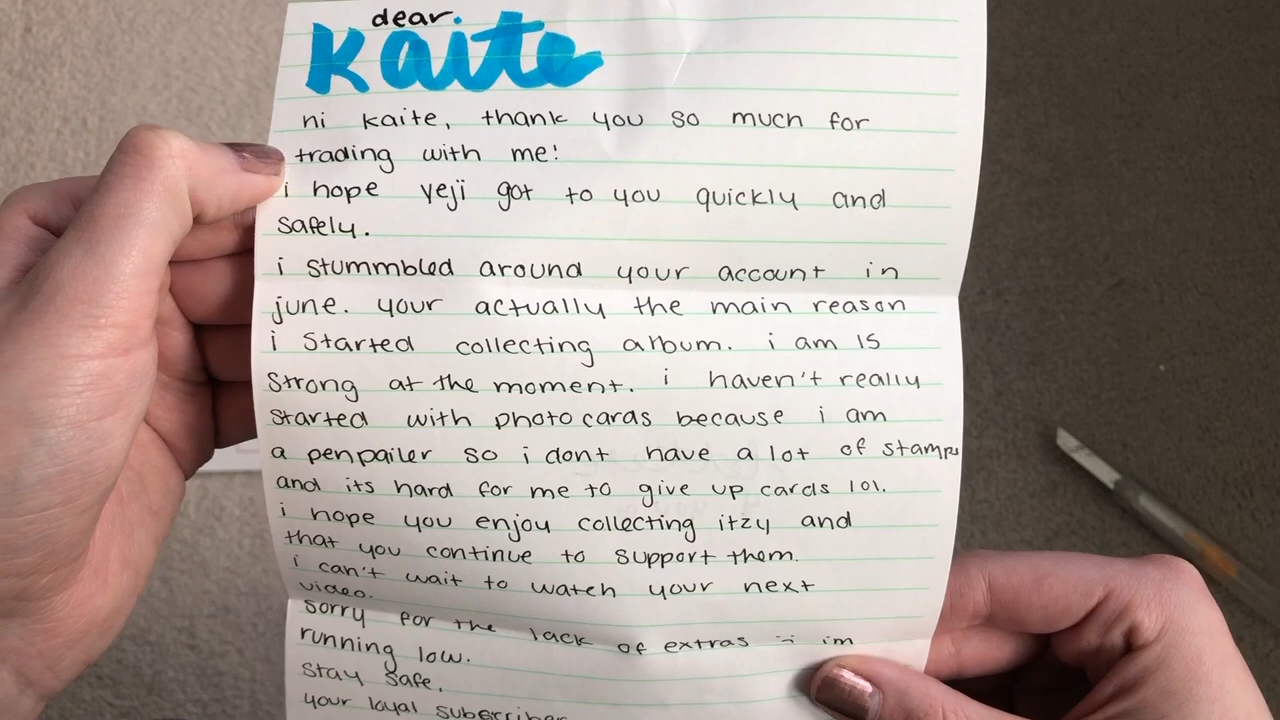 dear
Kaite
hi kaite, thank you so much for
trading with me!
i hope yeji got to you quickly and
safely.
i stummbled around your account in
june. your actually the main reason
i started collecting album. i am 15
strong at the moment. i haven't really
started with photocards because i am
a penpailer so i dont have a lot of stamps
and its hard for me to give up cards lol.
i hope you enjoy collecting itzy and
that you continue to support them.
i can't wait to watch your next
video.
sorry for the lack of extras i im
running low.
stay safe.
your loyal subscriber